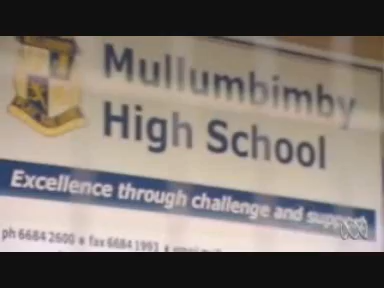 Mullumbimby
High School
Excellence through challenge and support
ph 6684 2600 • fax 6684 1993 •